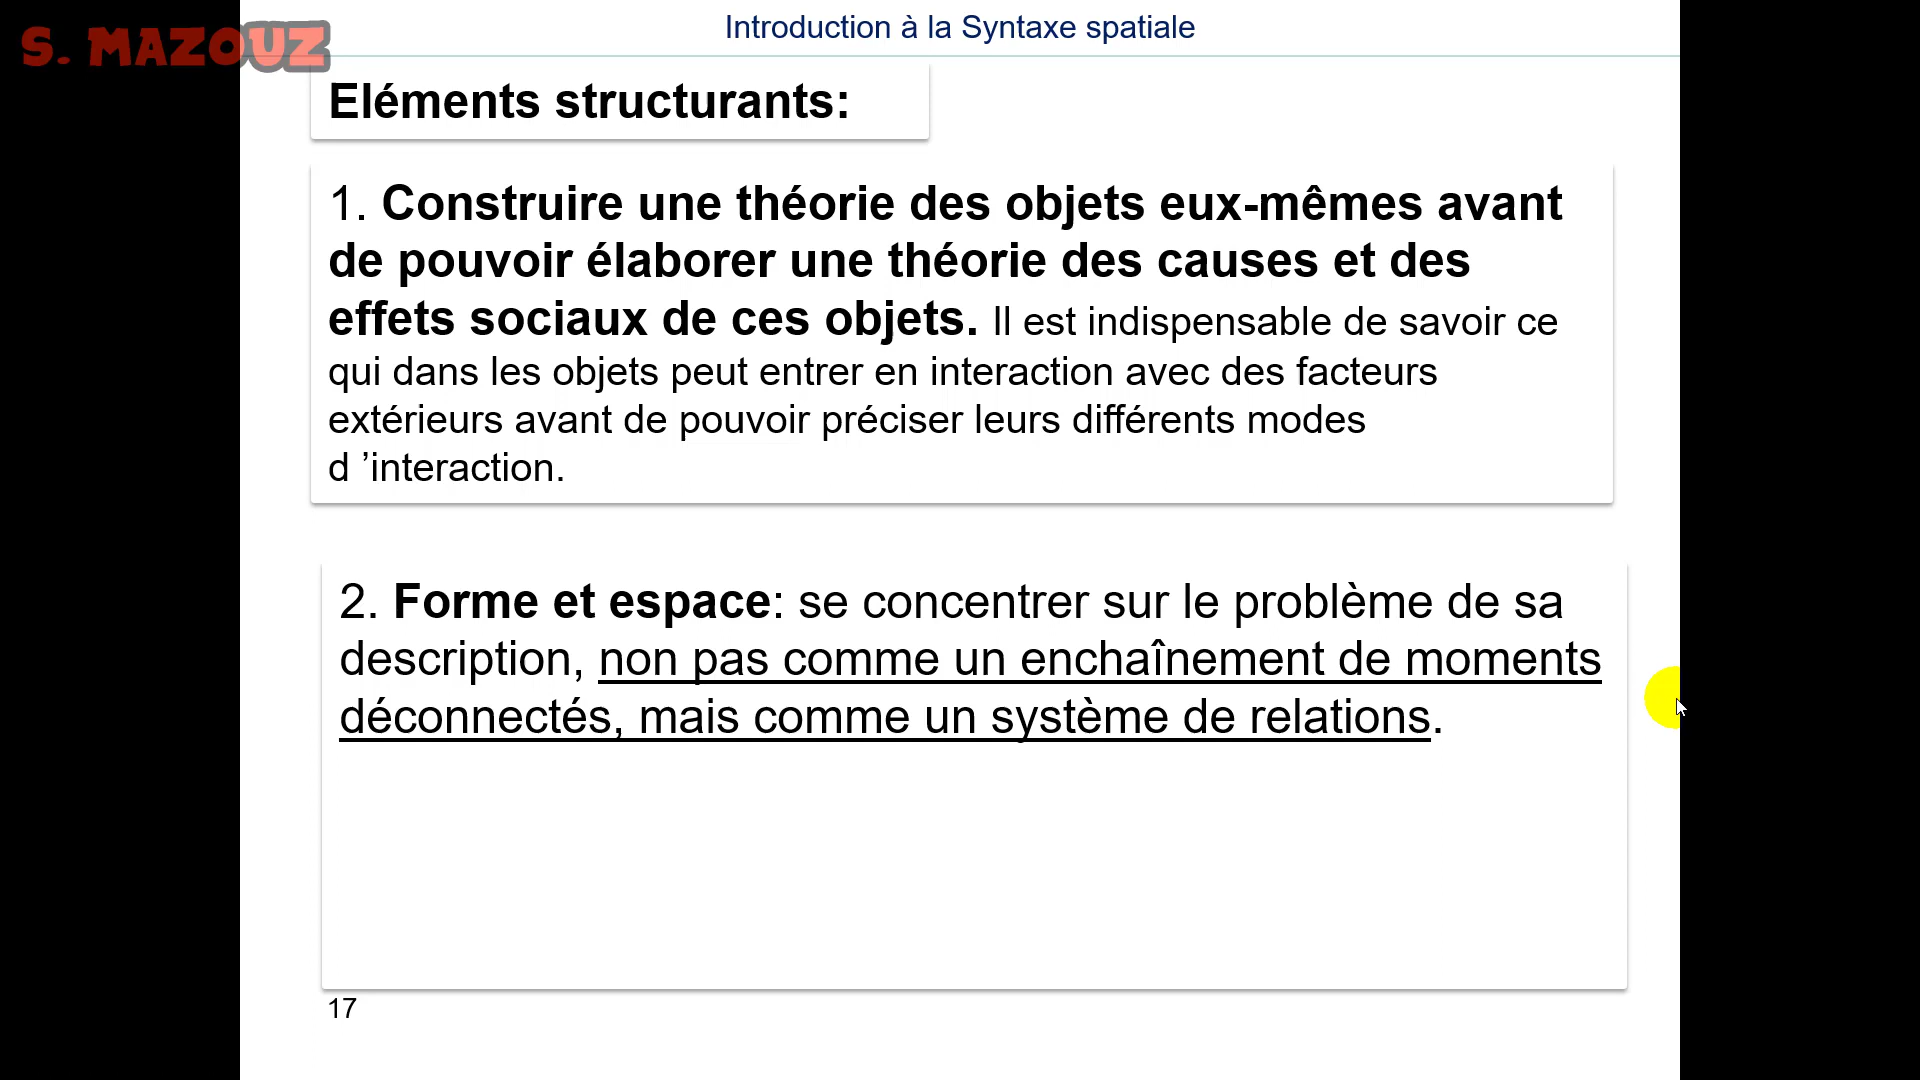 S. MAZOUZ
Introduction à la Syntaxe spatiale
Eléments structurants:
1. Construire une théorie des objets eux-mêmes avant
de pouvoir élaborer une théorie des causes et des
effets sociaux de ces objets. Il est indispensable de savoir ce
qui dans les objets peut entrer en interaction avec des facteurs
extérieurs avant de pouvoir préciser leurs différents modes
d ’interaction.
2. Forme et espace: se concentrer sur le problème de sa
description, non pas comme un enchaînement de moments
déconnectés, mais comme un système de relations.
17